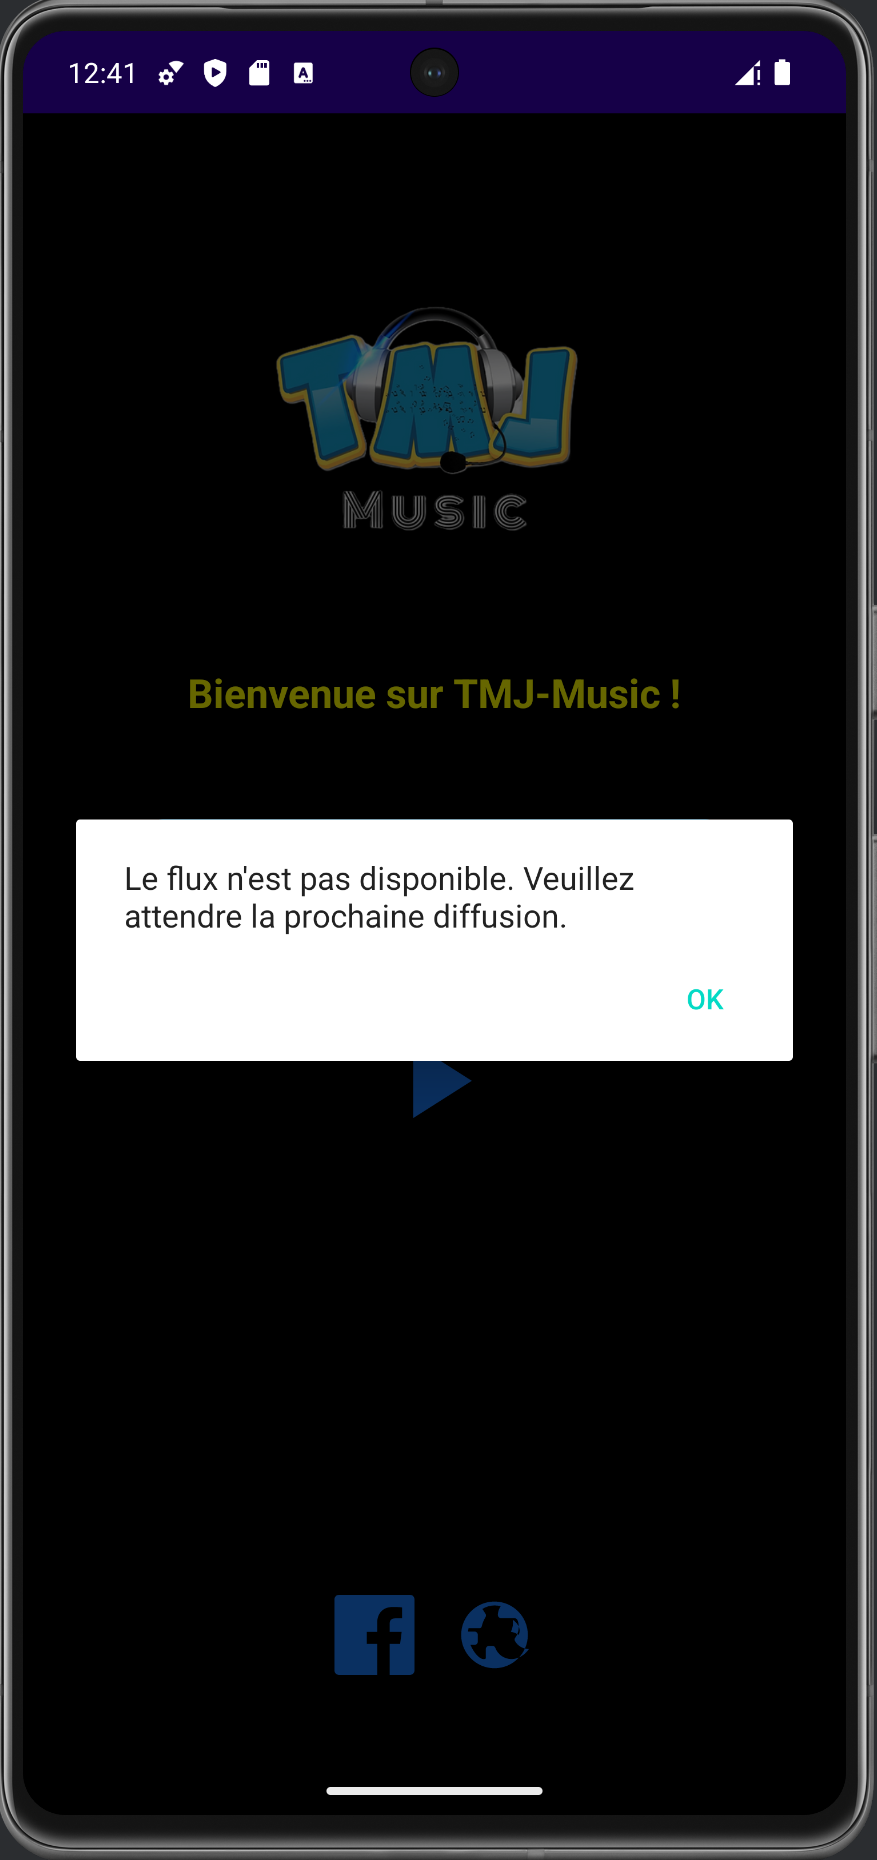 12:41
TMJ
MUSIC
Bienvenue sur TMJ-Music !
Le flux n'est pas disponible. Veuillez
attendre la prochaine diffusion.
OK